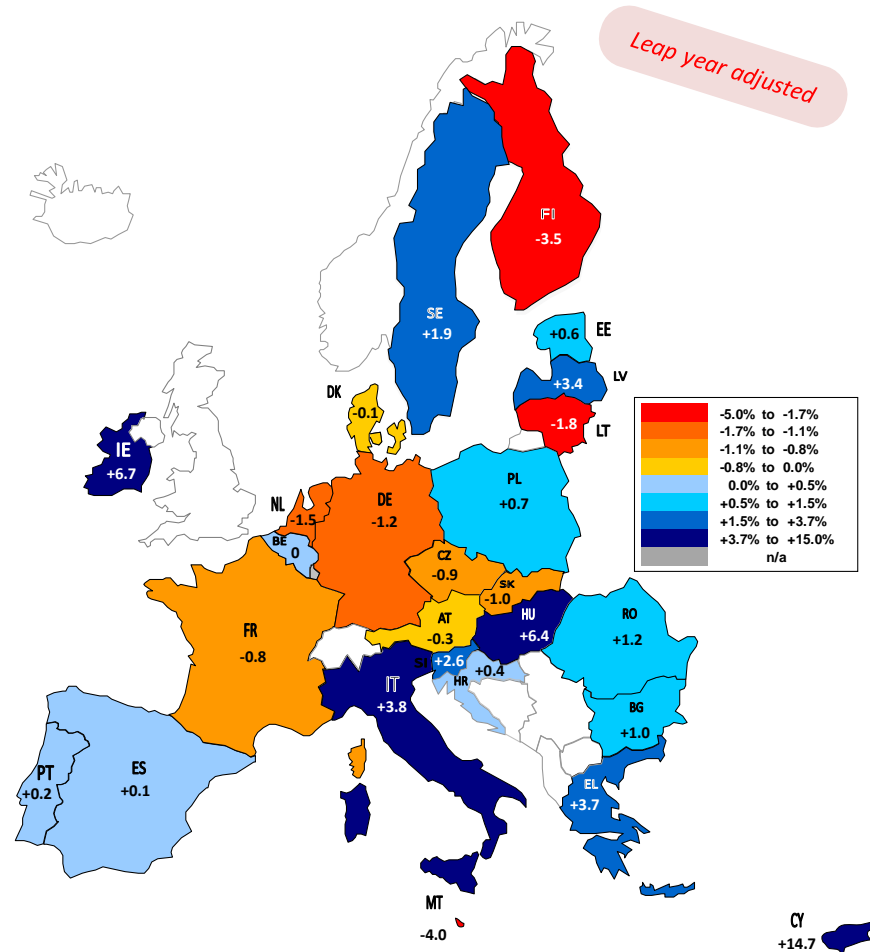 Leap year adjusted
FI
-3.5
SE
+1.9
+0.6
EE
LV
+3.4
DK
-0.1
-1.8
LT
IE
+6.7
-5.0% to -1.7%
-1.7% to -1.1%
-1.1% to -0.8%
-0.8% to 0.0%
0.0% to +0.5%
+0.5% to +1.5%
+1.5% to +3.7%
+3.7% to +15.0%
n/a
PL
+0.7
NL
-1.5
DE
-1.2
BE
0
CZ
-0.9
SK
-1.0
HU
+6.4
RO
+1.2
AT
-0.3
FR
-0.8
SI
+2.6
+0.4
HR
IT
+3.8
BG
+1.0
PT
+0.2
ES
+0.1
EL
+3.7
MT
-4.0
CY
+14.7